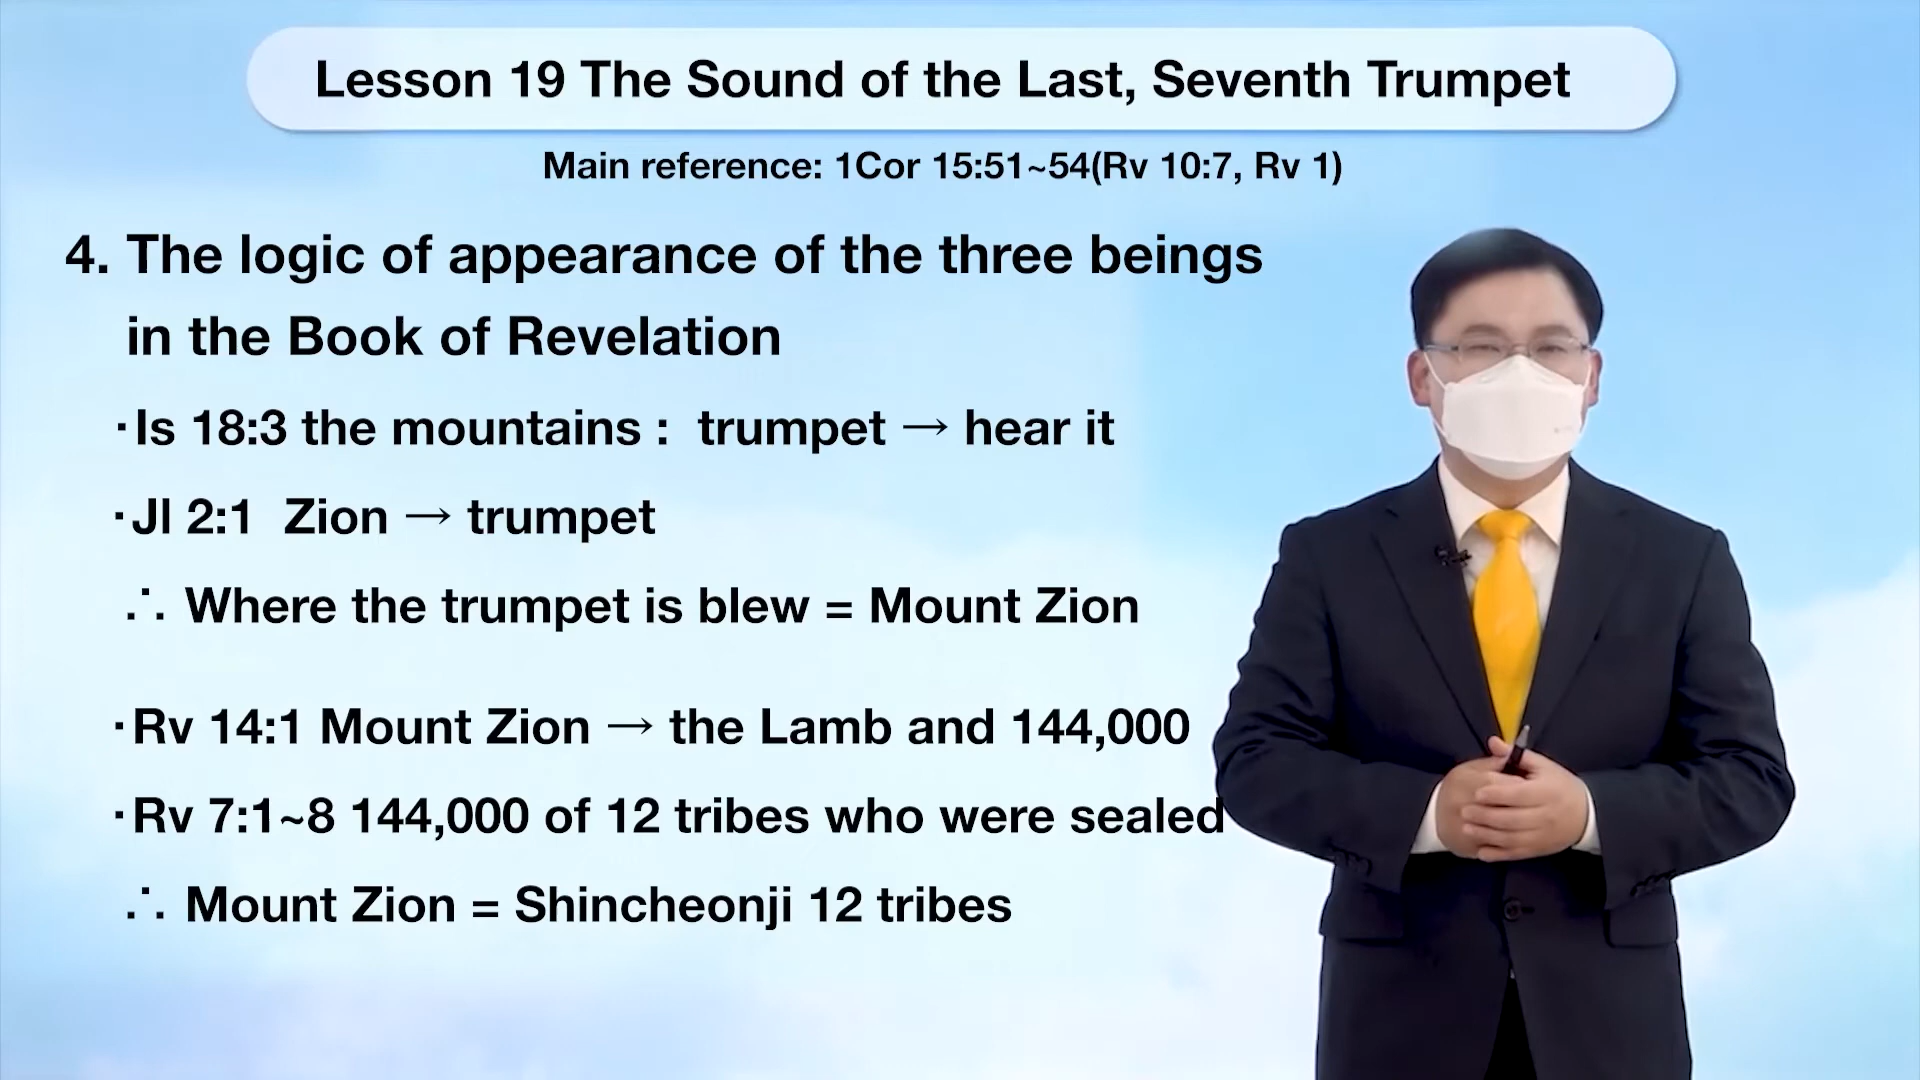 Lesson 19 The Sound of the Last, Seventh Trumpet
Main reference: 1Cor 15:51~54(Rv 10:7, Rv 1)
4. The logic of appearance of the three beings
in the Book of Revelation
·Is 18:3 the mountains : trumpet → hear it
·Jl 2:1 Zion → trumpet
∴ Where the trumpet is blew = Mount Zion
·Rv 14:1 Mount Zion → the Lamb and 144,000
·Rv 7:1~8 144,000 of 12 tribes who were sealed
∴ Mount Zion = Shincheonji 12 tribes